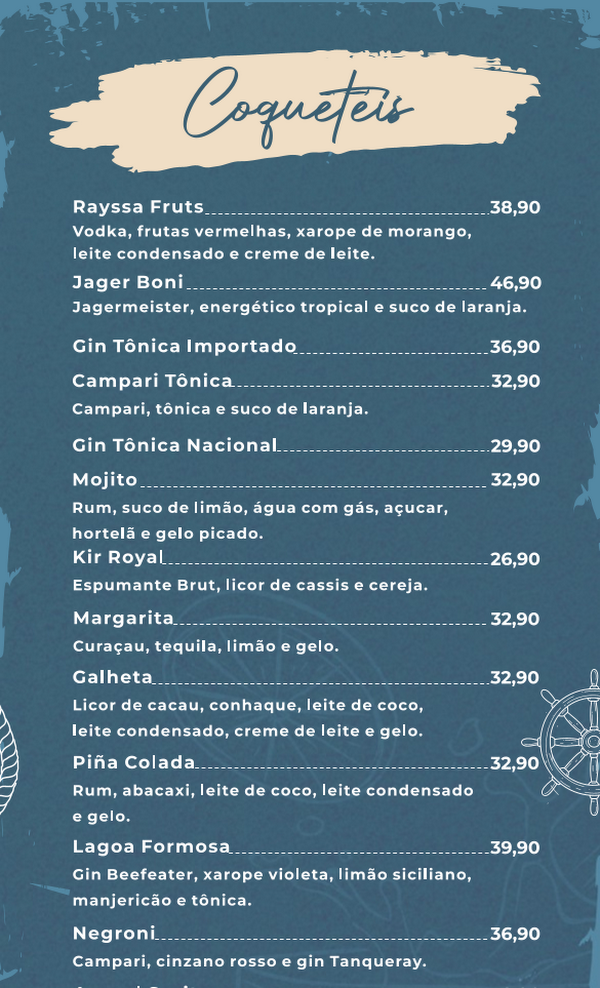 Coqueteis
Rayssa Fruts 38,90
Vodka, frutas vermelhas, xarope de morango,
leite condensado e creme de leite.
Jager Boni 46,90
Jagermeister, energético tropical e suco de laranja.
Gin Tônica Importado 36,90
Campari Tônica 32,90
Campari, tônica e suco de laranja.
Gin Tônica Nacional 29,90
Mojito 32,90
Rum, suco de limão, água com gás, açucar,
hortelã e gelo picado.
Kir Royal 26,90
Espumante Brut, licor de cassis e cereja.
Margarita 32,90
Curaçau, tequila, limão e gelo.
Galheta 32,90
Licor de cacau, conhaque, leite de coco,
leite condensado, creme de leite e gelo.
Piña Colada 32,90
Rum, abacaxi, leite de coco, leite condensado
e gelo.
Lagoa Formosa 39,90
Gin Beefeater, xarope violeta, limão siciliano,
manjericão e tônica.
Negroni 36,90
Campari, cinzano rosso e gin Tanqueray.